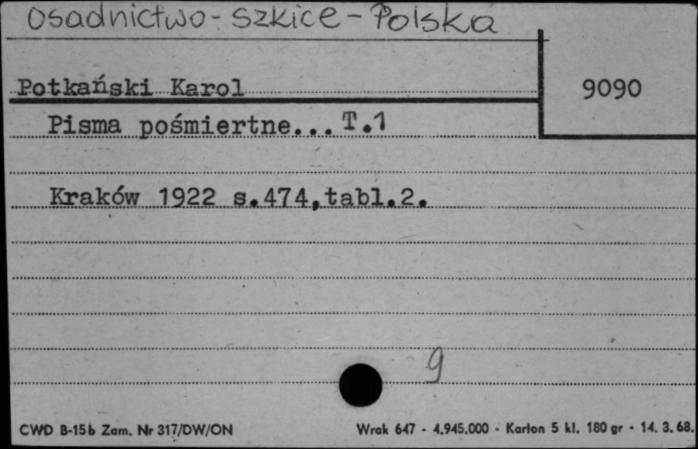 Osadnictwo - szkice - Polska
Potkański Karol
9090
Pisma pośmiertne... T.1
Kraków 1922 s.474,tabl.2.
9
CWD B-15b Zam. Nr 317/DW/ON
Wrak 647 - 4.945.000 - Karton 5 kl. 180 gr - 14. 3. 68.